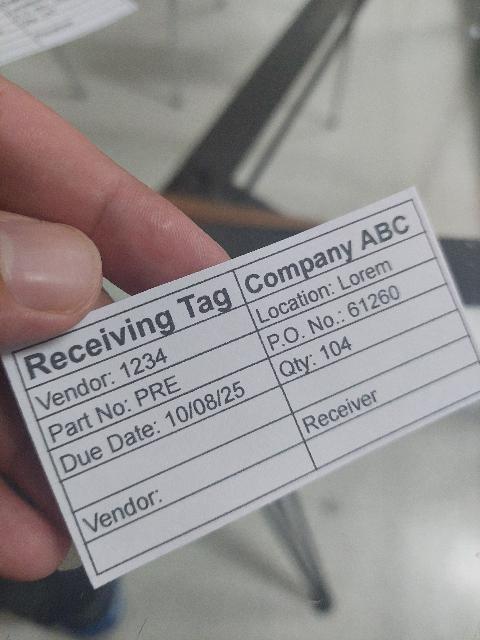 Receiving Tag Company ABC
Vendor: 1234 Location: Lorem
Part No: PRE P.O. No.: 61260
Due Date: 10/08/25 Qty: 104
Vendor: Receiver